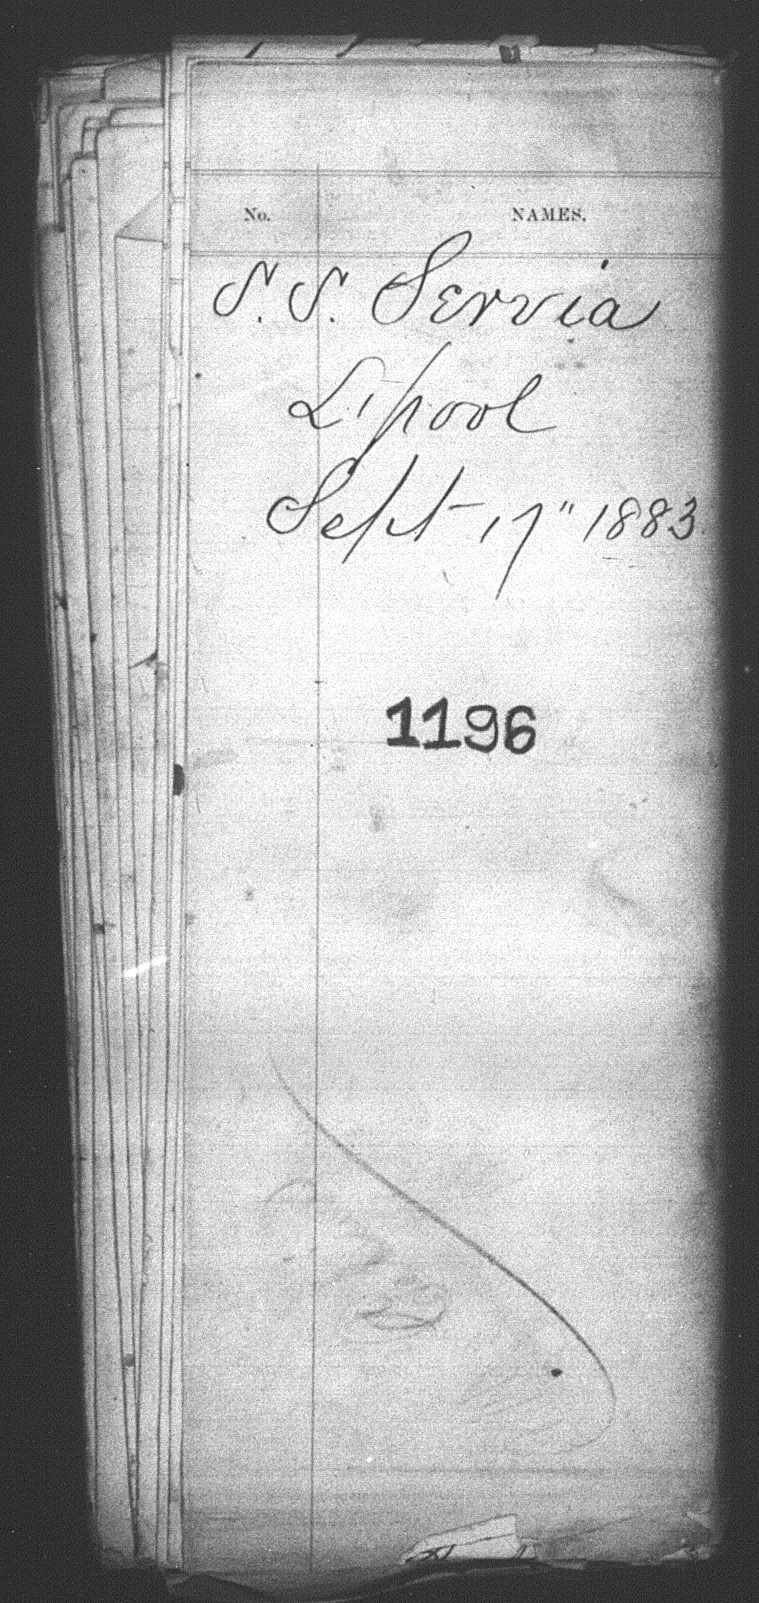 No. NAMES.
S. S. Servia
L'pool
Sept 17" 1883
1196